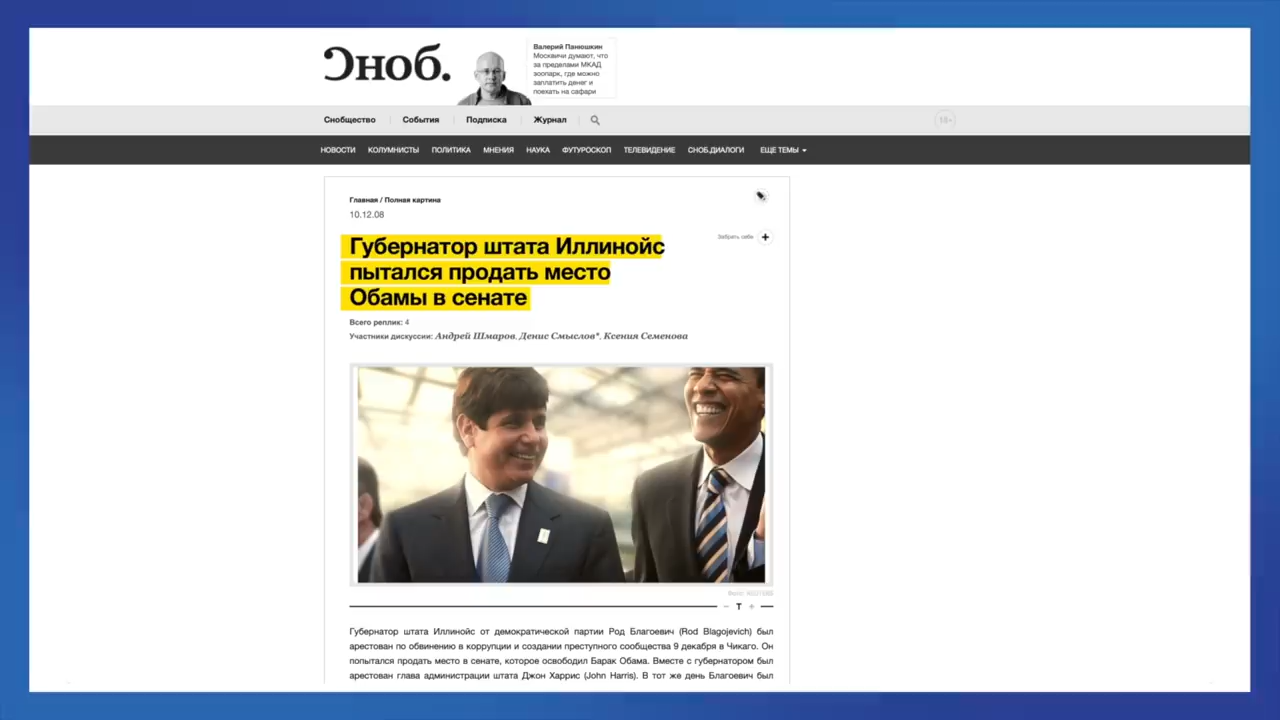 Сноб.
Валерий Панюшкин
Москвичи думают, что
за пределами МКАД
зоопарк, где можно
заплатить денег и
поехать на сафари
Снобщество
События
Подписка
Журнал
18+
НОВОСТИ
КОЛУМНИСТЫ
ПОЛИТИКА
МНЕНИЯ
НАУКА
ФУТУРОСКОП
ТЕЛЕВИДЕНИЕ
СНОБ.ДИАЛОГИ
ЕЩЕ ТЕМЫ
Главная / Полная картина
10.12.08
Забрать себе
Губернатор штата Иллинойс
пытался продать место
Обамы в сенате
Всего реплик: 4
Участники дискуссии: Андрей Шмаров, Денис Смыслов*, Ксения Семенова
Фото: REUTERS
− T +
Губернатор штата Иллинойс от демократической партии Род Благоевич (Rod Blagojevich) был
арестован по обвинению в коррупции и создании преступного сообщества 9 декабря в Чикаго. Он
попытался продать место в сенате, которое освободил Барак Обама. Вместе с губернатором был
арестован глава администрации штата Джон Харрис (John Harris). В тот же день Благоевич был